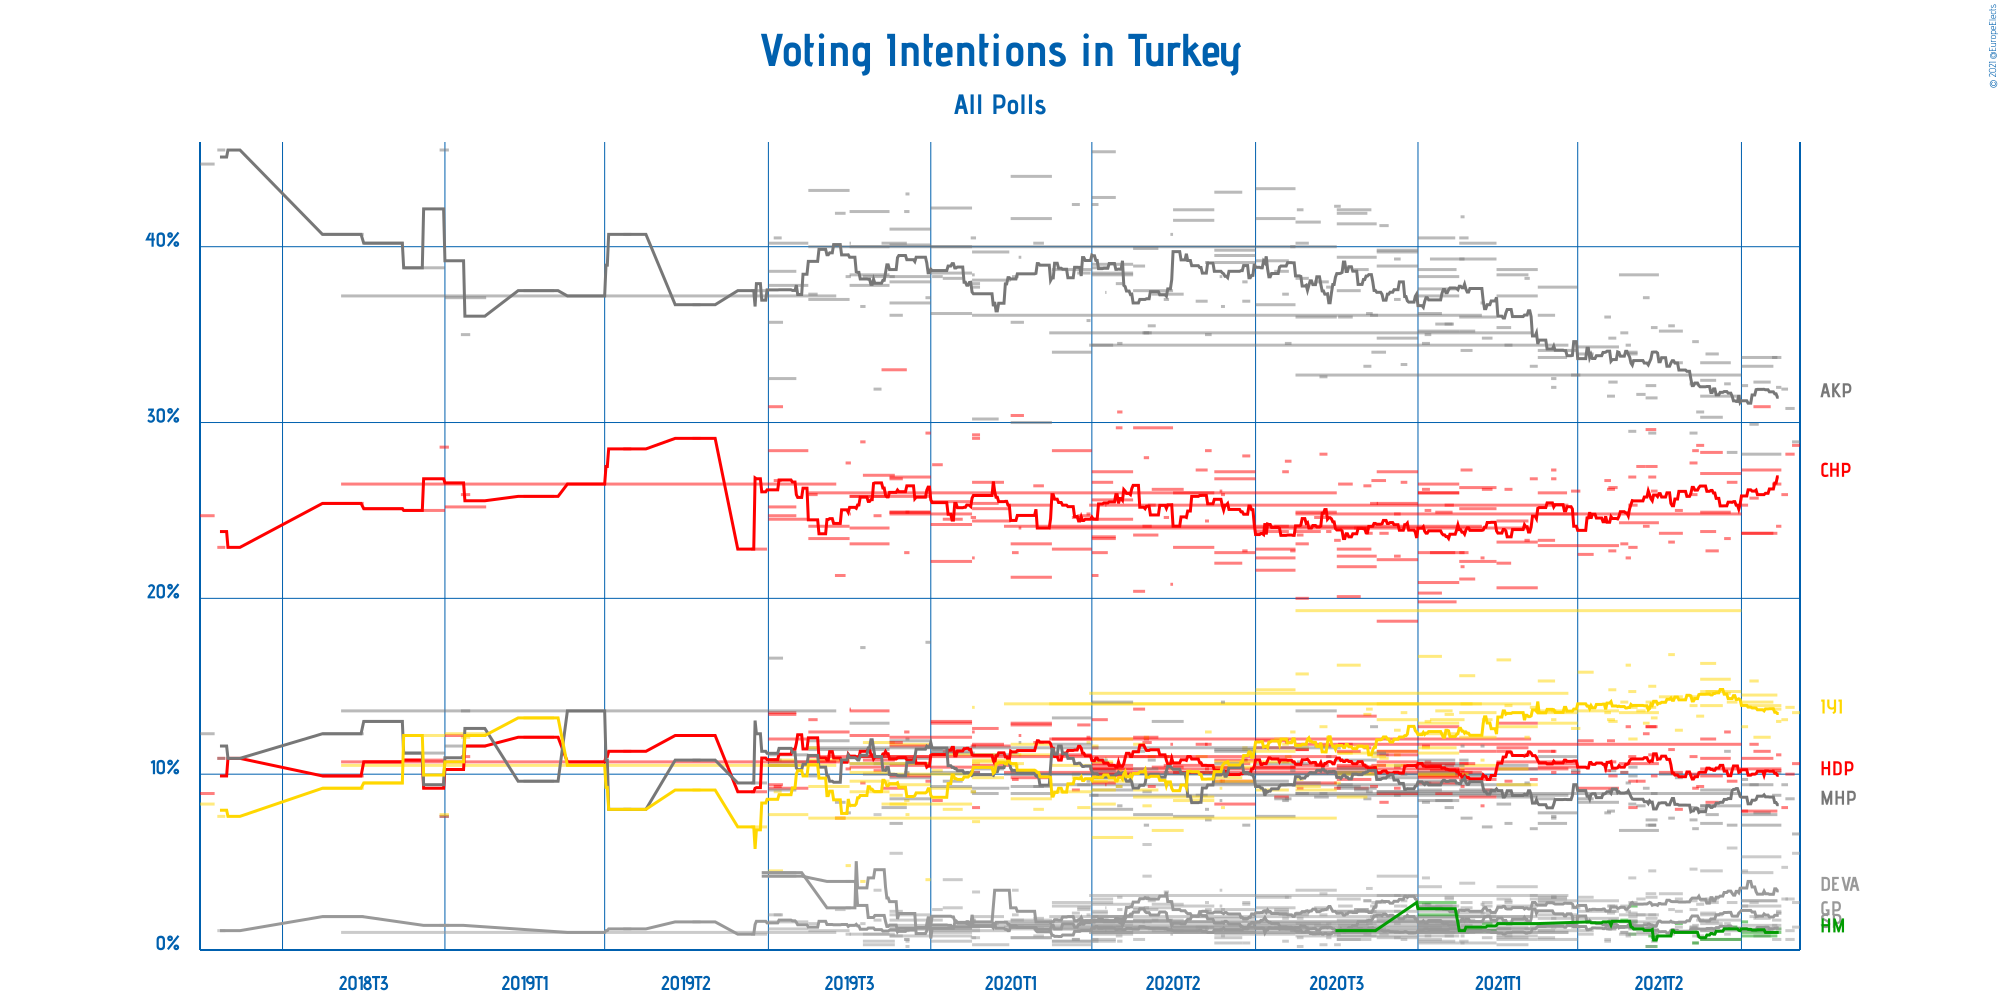 Voting Intentions in Turkey
All Polls
© 2021 @EuropeElects
40%
30%
20%
10%
0%
AKP
CHP
IYI
HDP
MHP
DEVA
GP
HM
2018T3
2019T1
2019T2
2019T3
2020T1
2020T2
2020T3
2021T1
2021T2